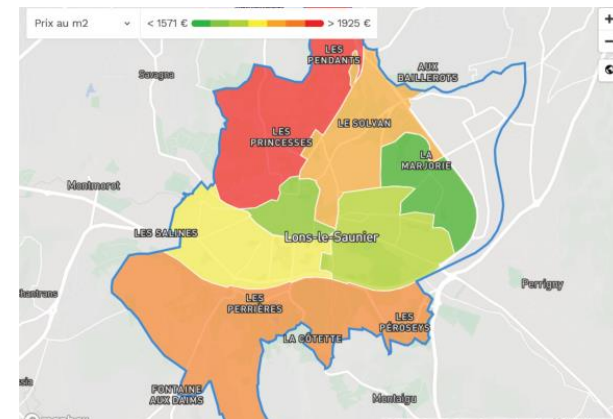 Prix au m2
< 1571 €
> 1925 €
+
−
LES
PENDANTS
AUX
BAILLEROTS
Savagna
LE SOLVAN
LES
PRINCESSES
LA
MARJORIE
Montmorot
LES SALINES
Lons-le-Saunier
Perrigny
LES
PERRIÈRES
LES
PÉROSEYS
LA CÔTETTE
FONTAINE
AUX DAIMS
Montaigu